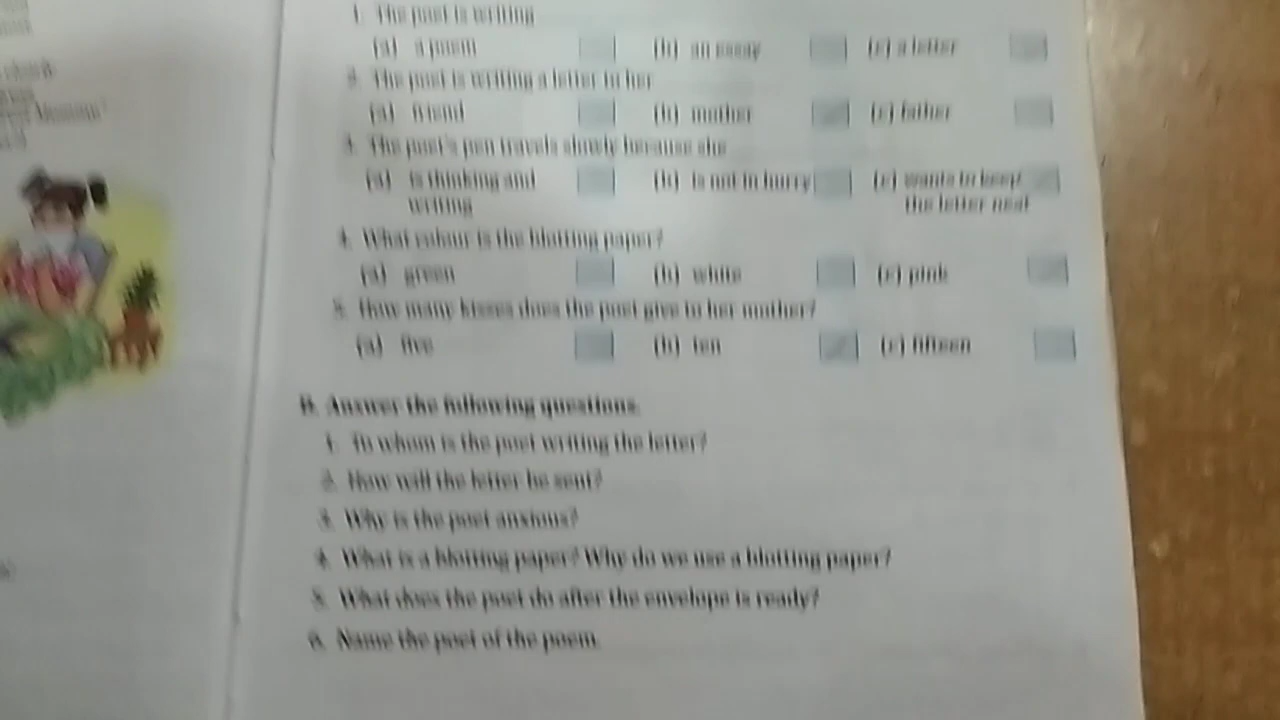 1. The poet is writing
(a) a poem (b) an essay (c) a letter
2. The poet is writing a letter to her
(a) friend (b) mother (c) father
3. The poet's pen travels slowly because she
(a) is thinking and (b) is not in hurry (c) wants to keep
writing the letter neat
4. What colour is the blotting paper?
(a) green (b) white (c) pink
5. How many kisses does the poet give to her mother?
(a) five (b) ten (c) fifteen
B. Answer the following questions.
1. To whom is the poet writing the letter?
2. How will the letter be sent?
3. Why is the poet anxious?
4. What is a blotting paper? Why do we use a blotting paper?
5. What does the poet do after the envelope is ready?
6. Name the poet of the poem.